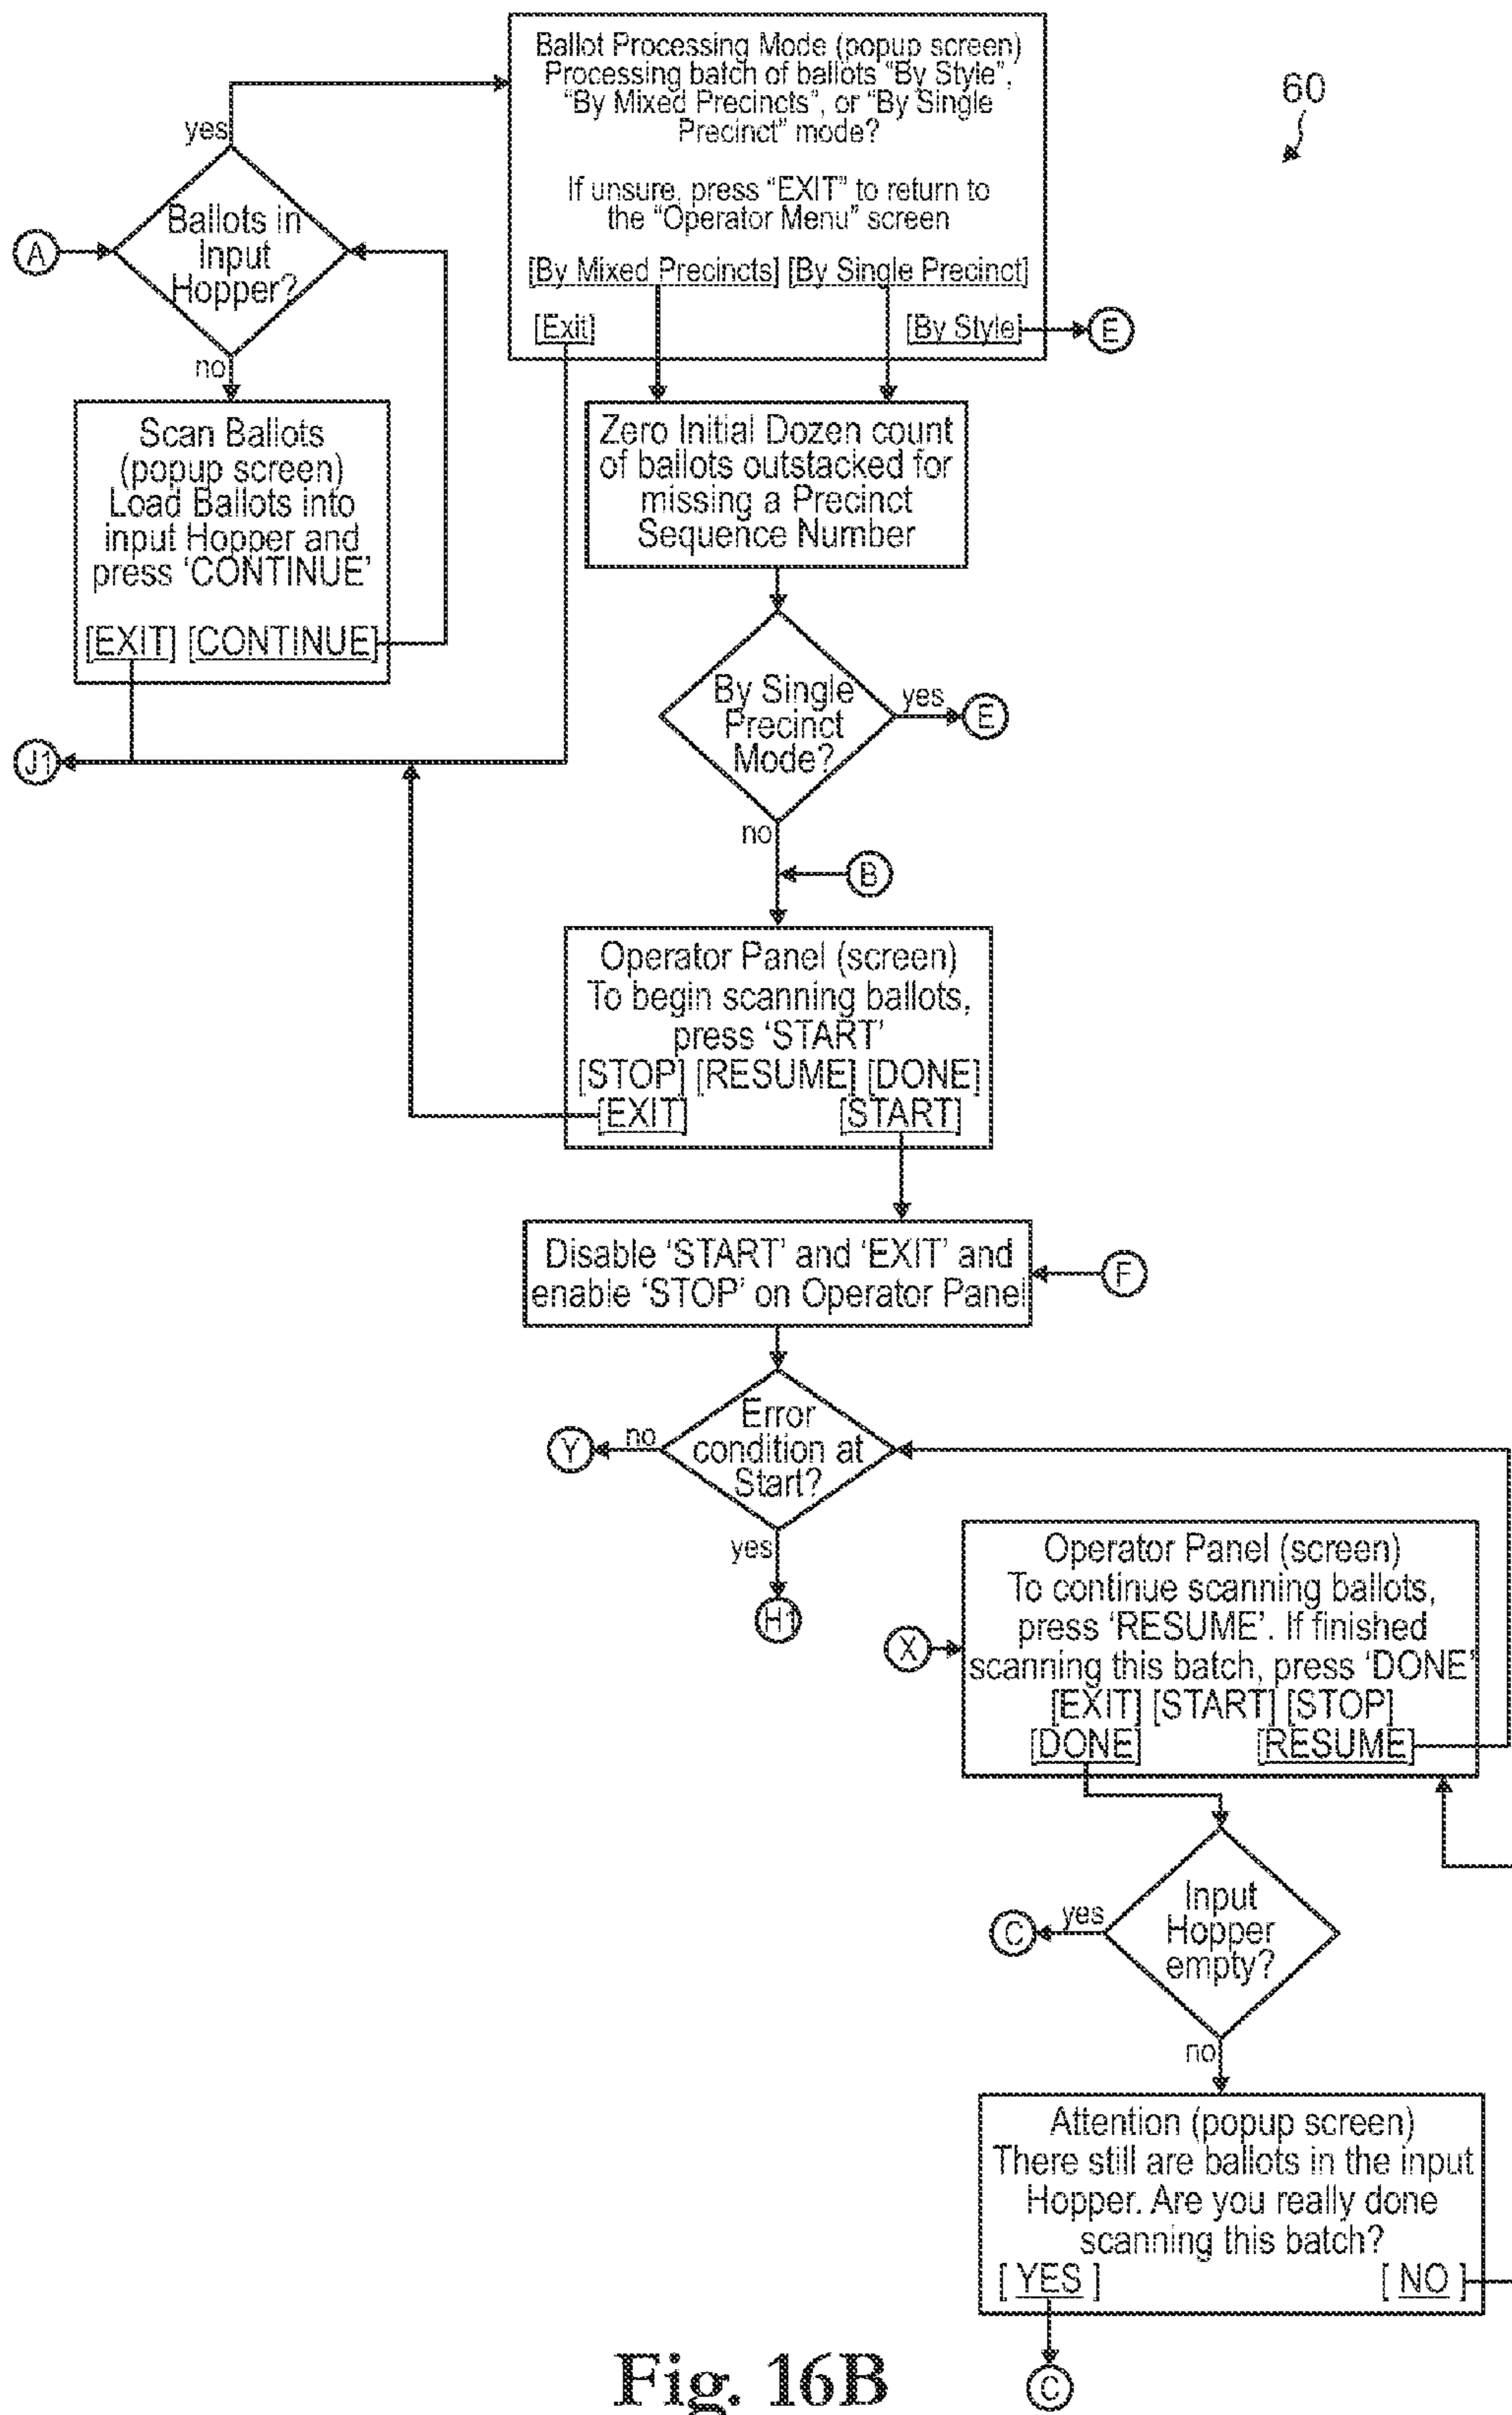 Ballot Processing Mode (popup screen)
Processing batch of ballots "By Style",
"By Mixed Precincts", or "By Single
Precinct" mode?
If unsure, press "EXIT" to return to
the "Operator Menu" screen
[By Mixed Precincts] [By Single Precinct]
[Exit] [By Style]
E
60
yes
A
Ballots in
Input
Hopper?
no
Scan Ballots
(popup screen)
Load Ballots into
input Hopper and
press 'CONTINUE'
[EXIT] [CONTINUE]
J1
Zero Initial Dozen count
of ballots outstacked for
missing a Precinct
Sequence Number
By Single
Precinct
Mode?
yes
E
no
B
Operator Panel (screen)
To begin scanning ballots,
press 'START'
[STOP] [RESUME] [DONE]
[EXIT] [START]
Disable 'START' and 'EXIT' and
enable 'STOP' on Operator Panel
F
Error
condition at
Start?
no
Y
yes
H1
X
Operator Panel (screen)
To continue scanning ballots,
press 'RESUME'. If finished
scanning this batch, press 'DONE'
[EXIT] [START] [STOP]
[DONE] [RESUME]
Input
Hopper
empty?
yes
C
no
Attention (popup screen)
There still are ballots in the input
Hopper. Are you really done
scanning this batch?
[ YES ] [ NO ]
C
Fig. 16B